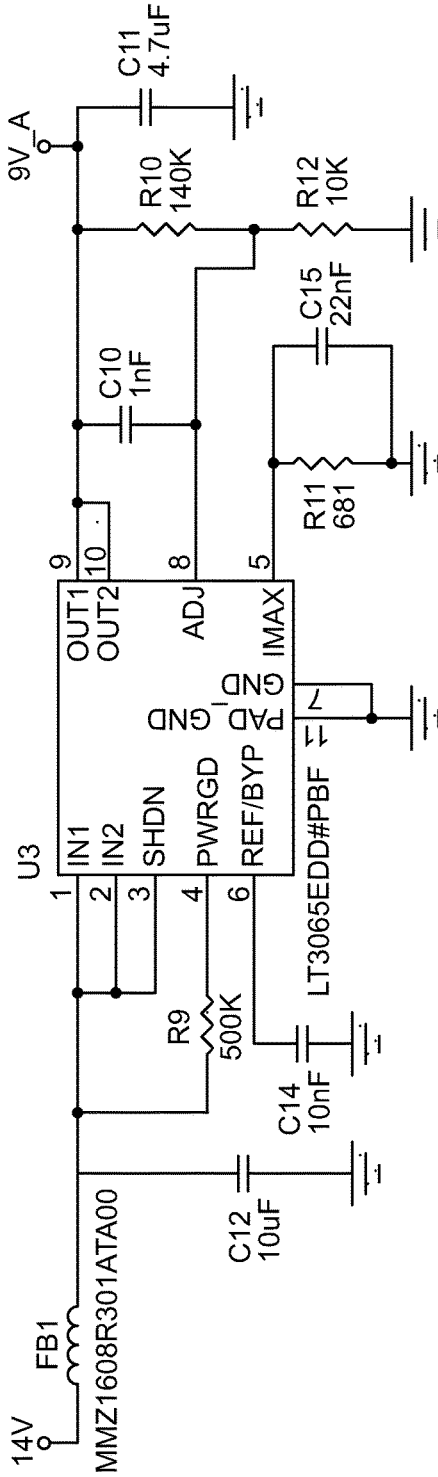 14V
FB1
MMZ1608R301ATA00
C12
10uF
R9
500K
C14
10nF
U3
1
2
3
4
6
IN1
IN2
SHDN
PWRGD
REF/BYP
LT3065EDD#PBF
OUT1
OUT2
ADJ
IMAX
PAD_GND
GND
11
7
9
10
8
5
C10
1nF
R11
681
C15
22nF
R10
140K
R12
10K
9V_A
C11
4.7uF